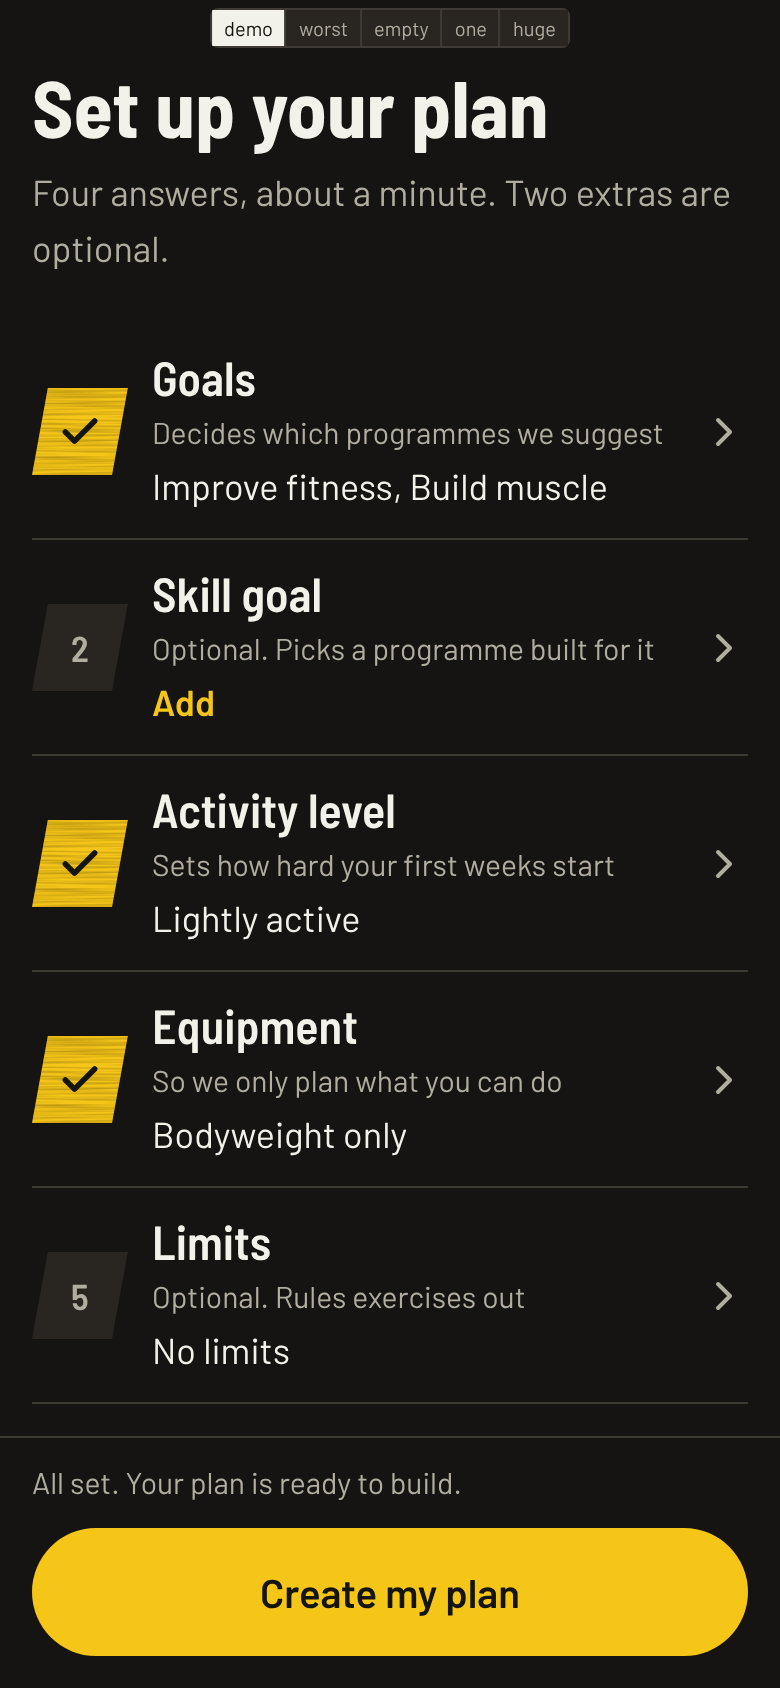 demo worst empty one huge
Set up your plan
Four answers, about a minute. Two extras are
optional.
Goals
Decides which programmes we suggest
Improve fitness, Build muscle
2
Skill goal
Optional. Picks a programme built for it
Add
Activity level
Sets how hard your first weeks start
Lightly active
Equipment
So we only plan what you can do
Bodyweight only
5
Limits
Optional. Rules exercises out
No limits
All set. Your plan is ready to build.
Create my plan